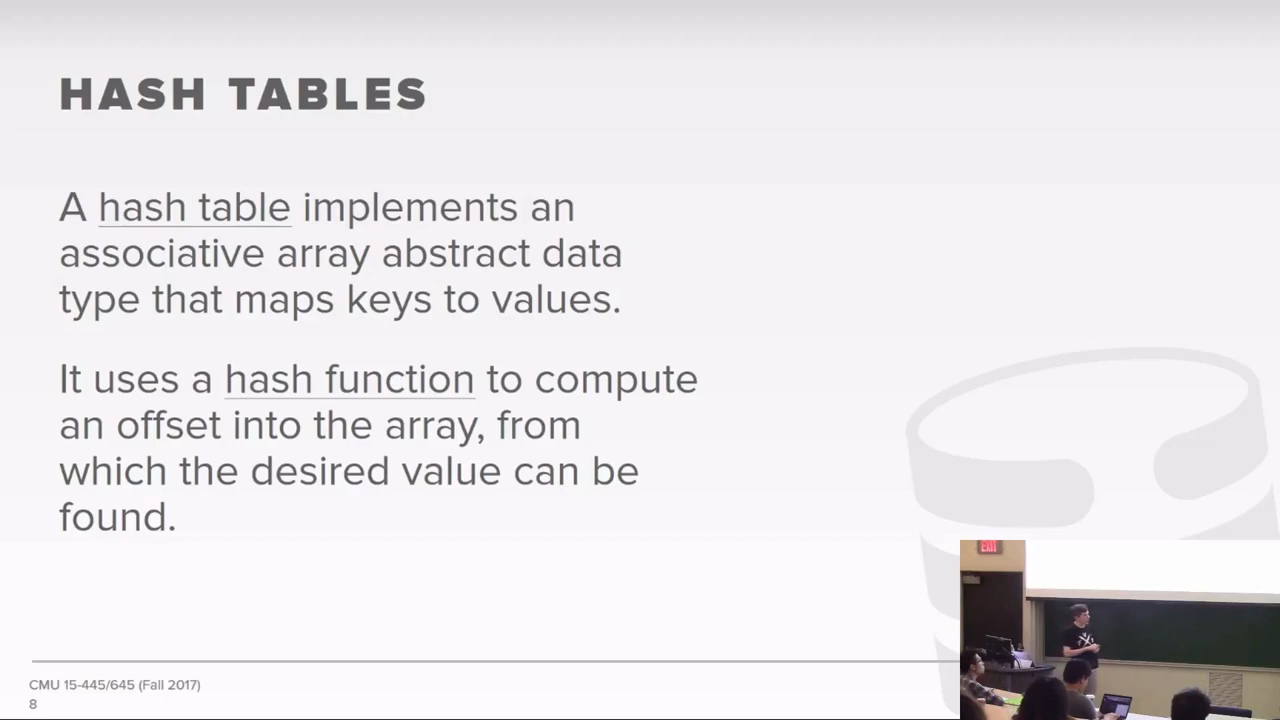 HASH TABLES
A hash table implements an
associative array abstract data
type that maps keys to values.
It uses a hash function to compute
an offset into the array, from
which the desired value can be
found.
CMU 15-445/645 (Fall 2017)
8
EXIT